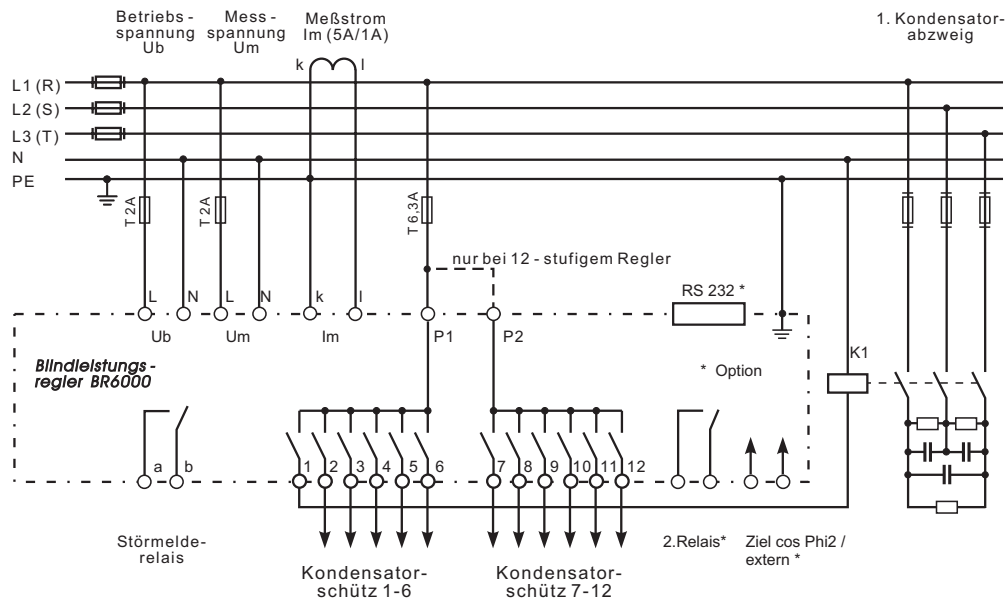 Betriebs -
spannung
Ub
Mess -
spannung
Um
Meßstrom
Im (5A/1A)
1. Kondensator-
abzweig
k l
L1 (R)
L2 (S)
L3 (T)
N
PE
T 2A
T 2A
T 6,3A
nur bei 12 - stufigem Regler
L N L N k l
RS 232 *
Ub Um Im P1 P2
K1
Blindleistungs -
regler BR6000
* Option
a b
1 2 3 4 5 6 7 8 9 10 11 12
Störmelde-
relais
2.Relais*
Ziel cos Phi2 /
extern *
Kondensator-
schütz 1-6
Kondensator-
schütz 7-12